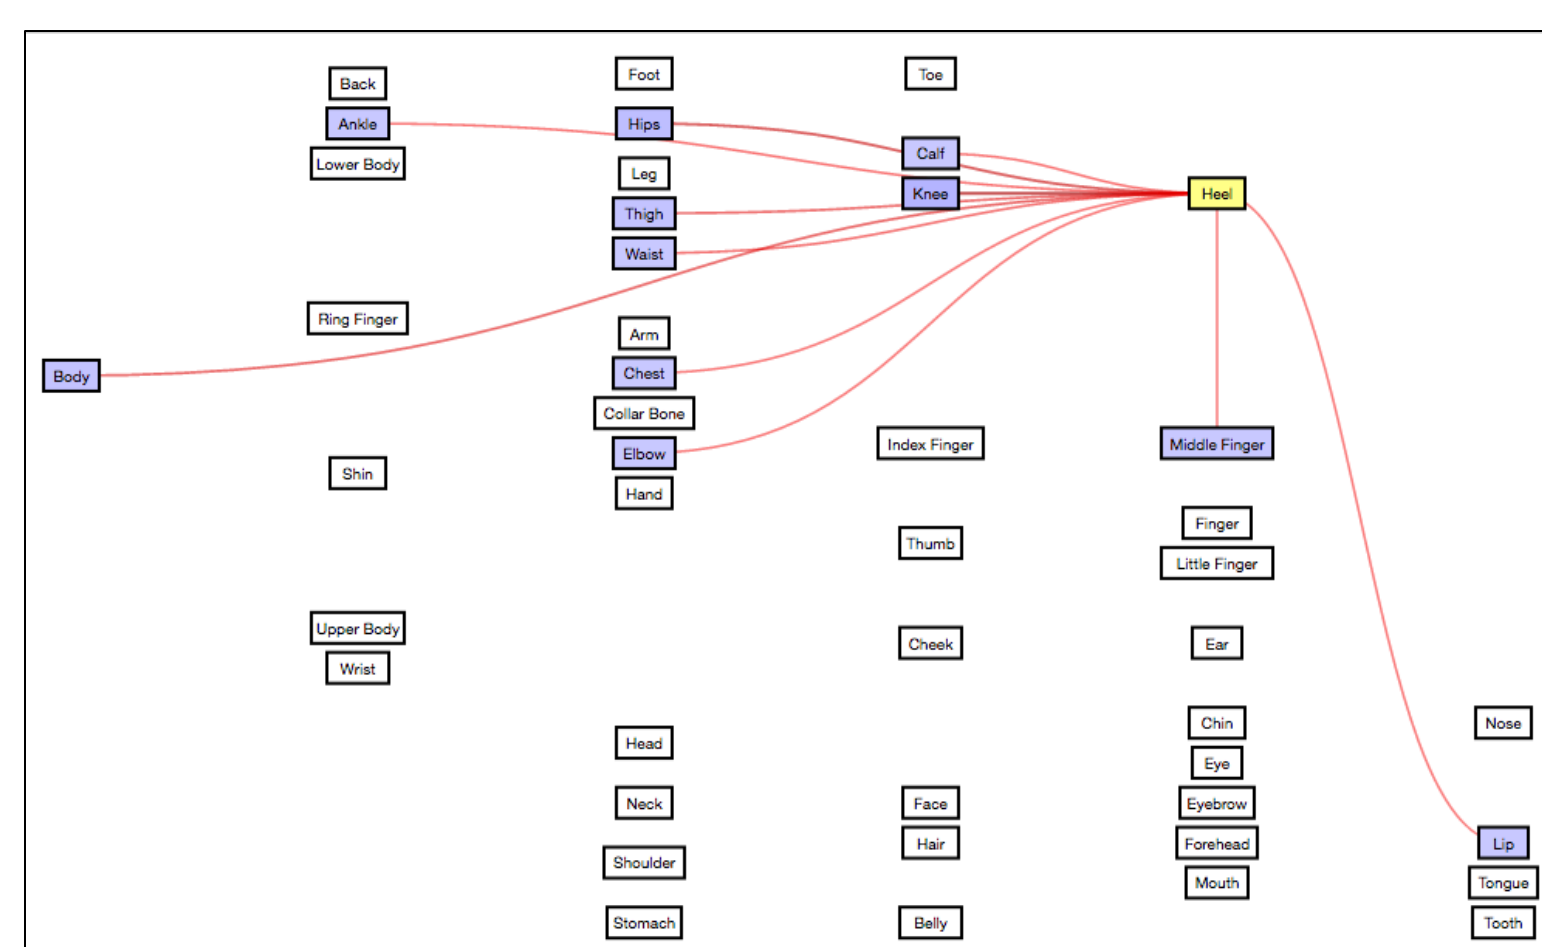 Back
Foot
Toe
Ankle
Hips
Calf
Lower Body
Leg
Knee
Heel
Thigh
Waist
Ring Finger
Arm
Body
Chest
Collar Bone
Elbow
Index Finger
Middle Finger
Shin
Hand
Finger
Thumb
Little Finger
Upper Body
Cheek
Ear
Wrist
Chin
Nose
Head
Eye
Neck
Face
Eyebrow
Hair
Forehead
Lip
Shoulder
Mouth
Tongue
Stomach
Belly
Tooth